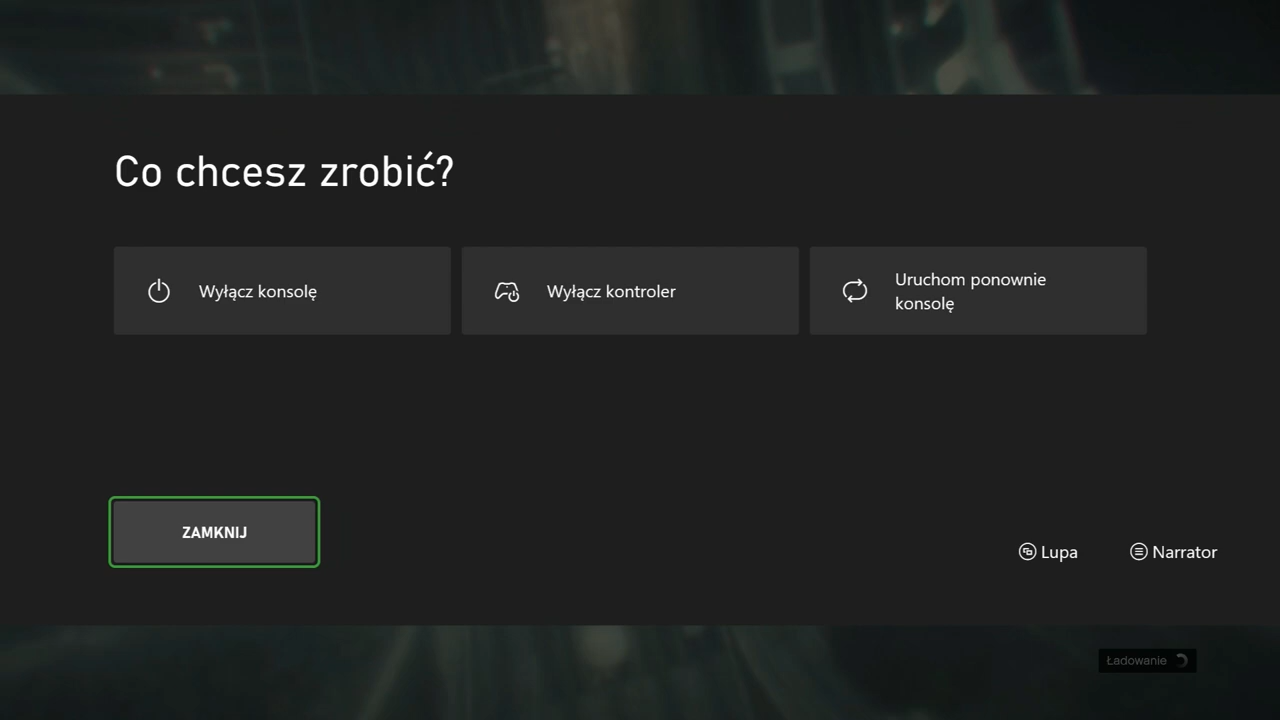 Co chcesz zrobić?
Wyłącz konsolę
Wyłącz kontroler
Uruchom ponownie
konsolę
ZAMKNIJ
Lupa
Narrator
Ładowanie